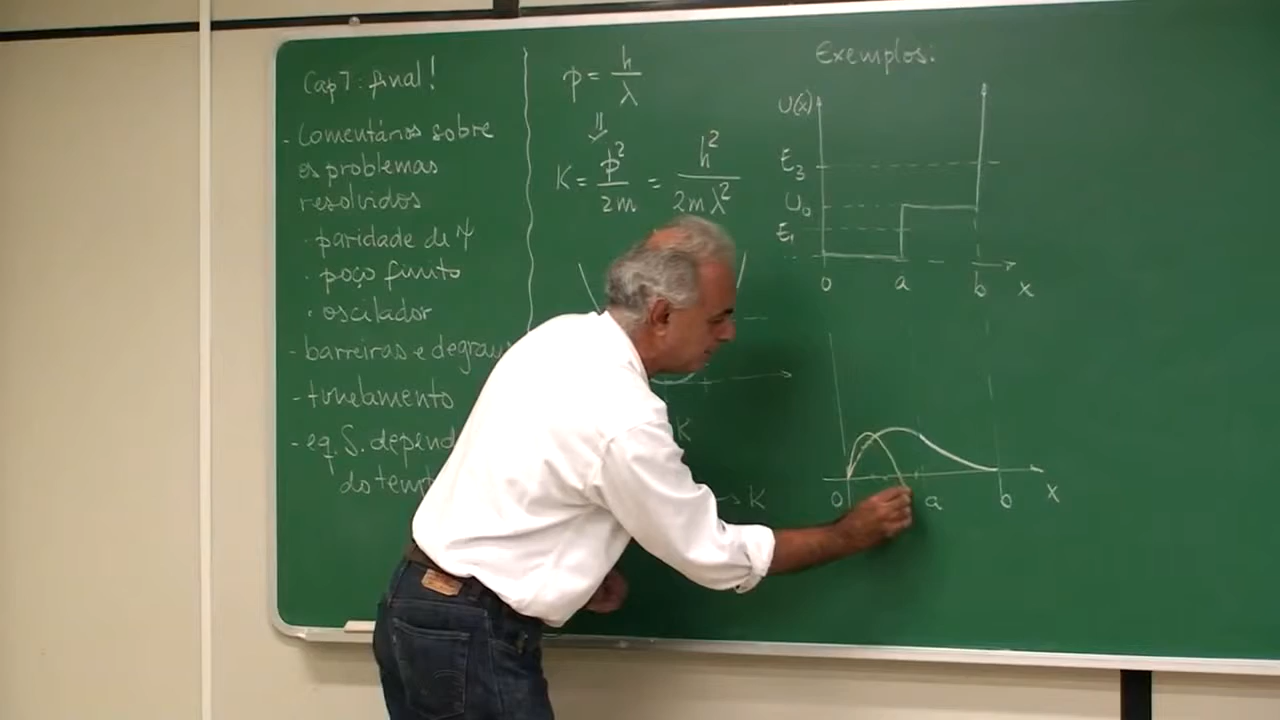 Cap 7: final!
- Comentários sobre
os problemas
resolvidos
· paridade de Ψ
· poço finito
· oscilador
- barreiras e degraus
- tunelamento
- eq. S. depend
do temp
p = h/λ
⇓
K = p²/2m = h²/2mλ²
K
→ K
Exemplos:
U(x)
E₃
U₀
E₁
0 a b x
0 a b x